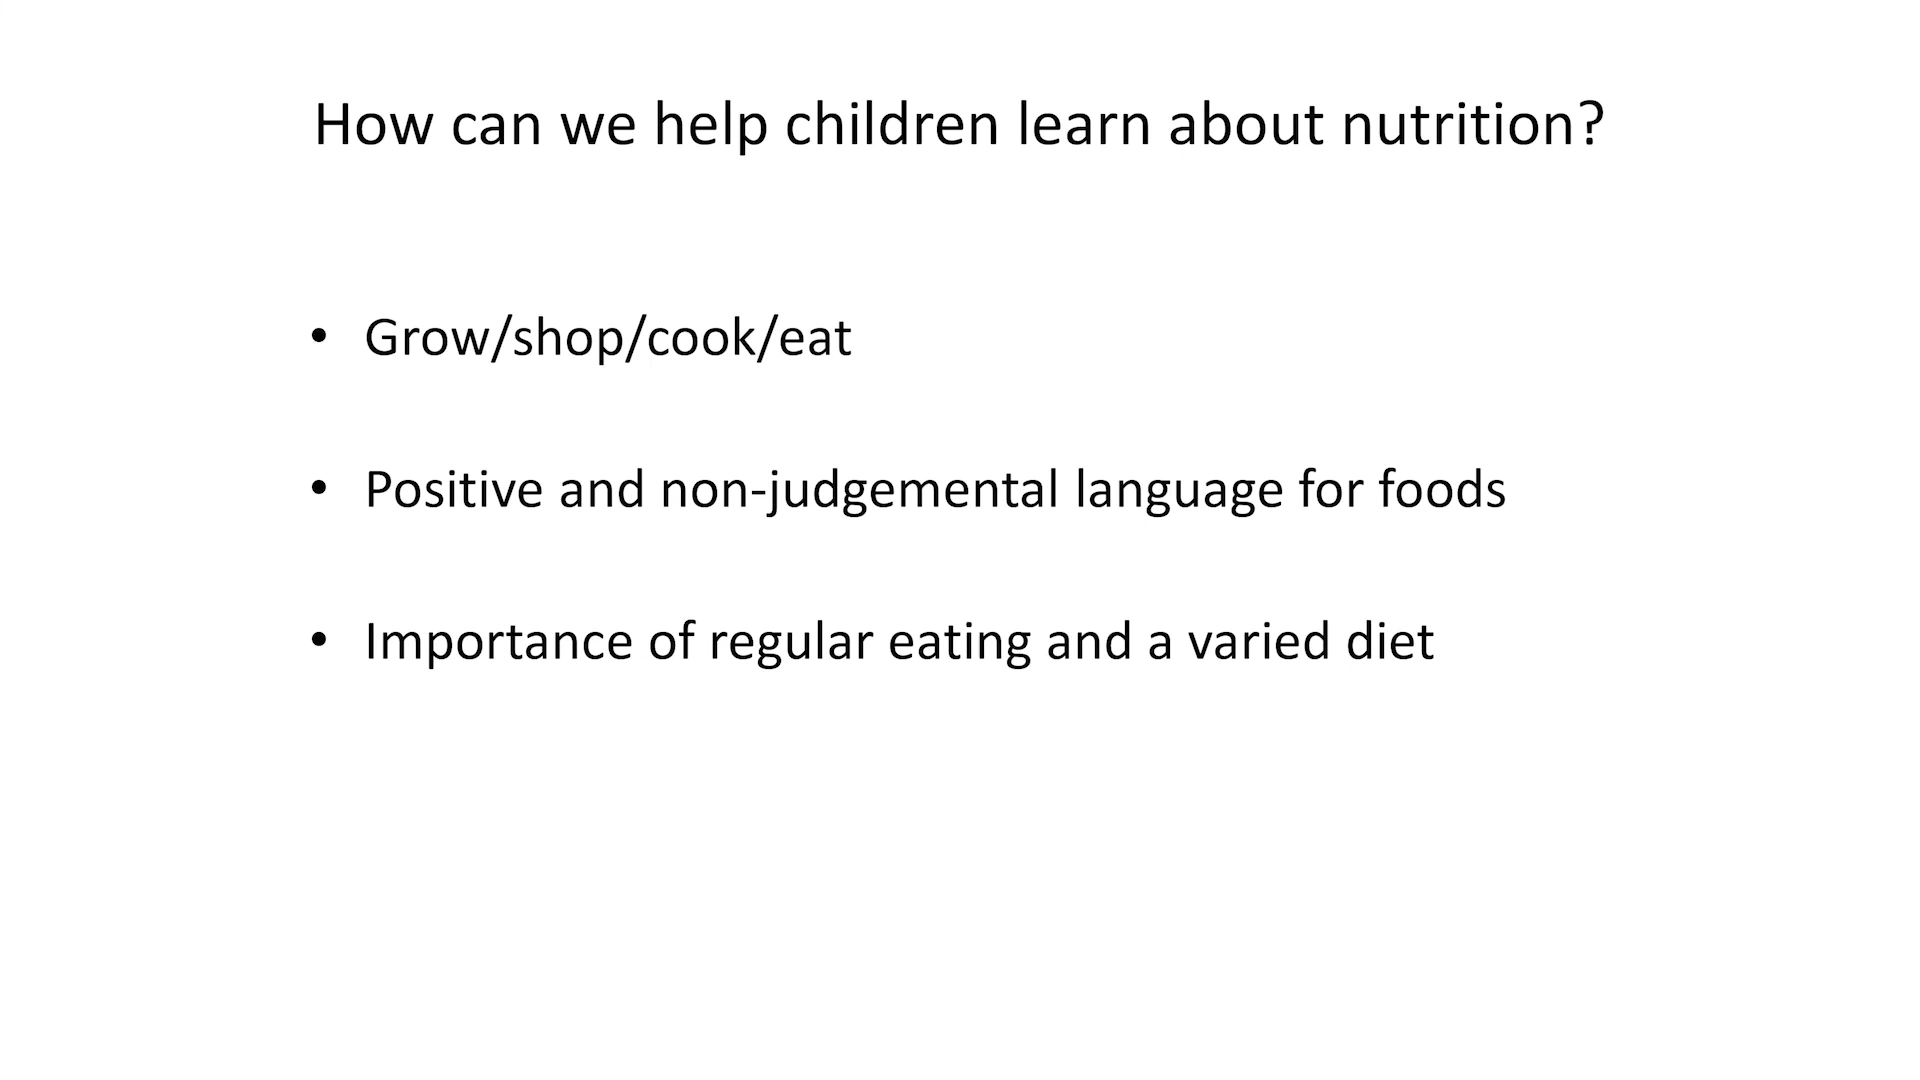 How can we help children learn about nutrition?
• Grow/shop/cook/eat
• Positive and non-judgemental language for foods
• Importance of regular eating and a varied diet